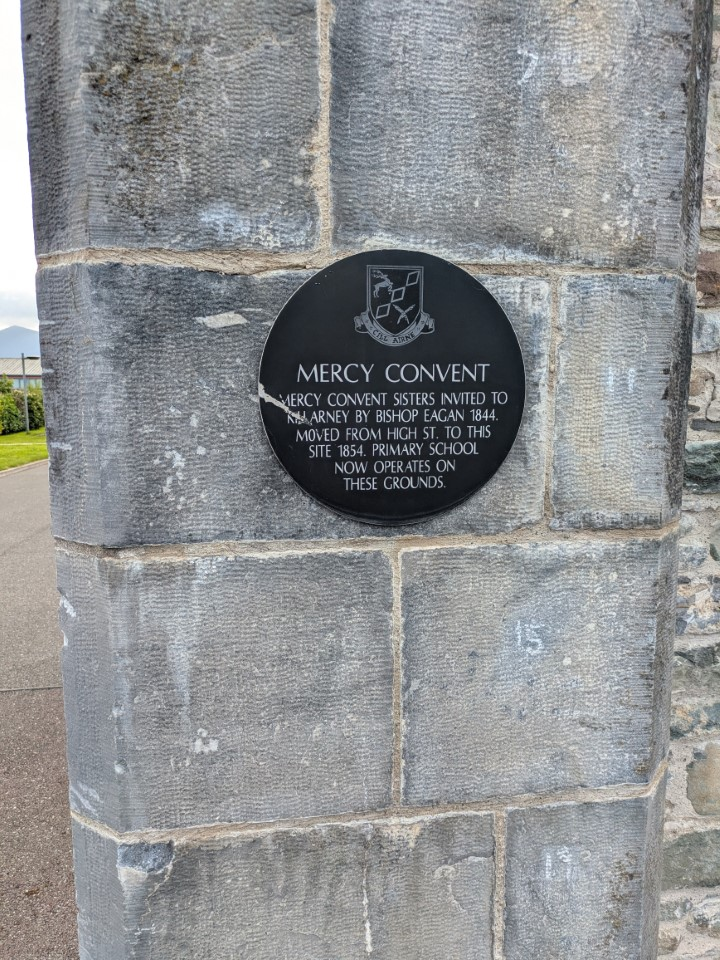 7
CILL AIRNE
MERCY CONVENT
MERCY CONVENT SISTERS INVITED TO
KILLARNEY BY BISHOP EAGAN 1844.
MOVED FROM HIGH ST. TO THIS
SITE 1854. PRIMARY SCHOOL
NOW OPERATES ON
THESE GROUNDS.
15